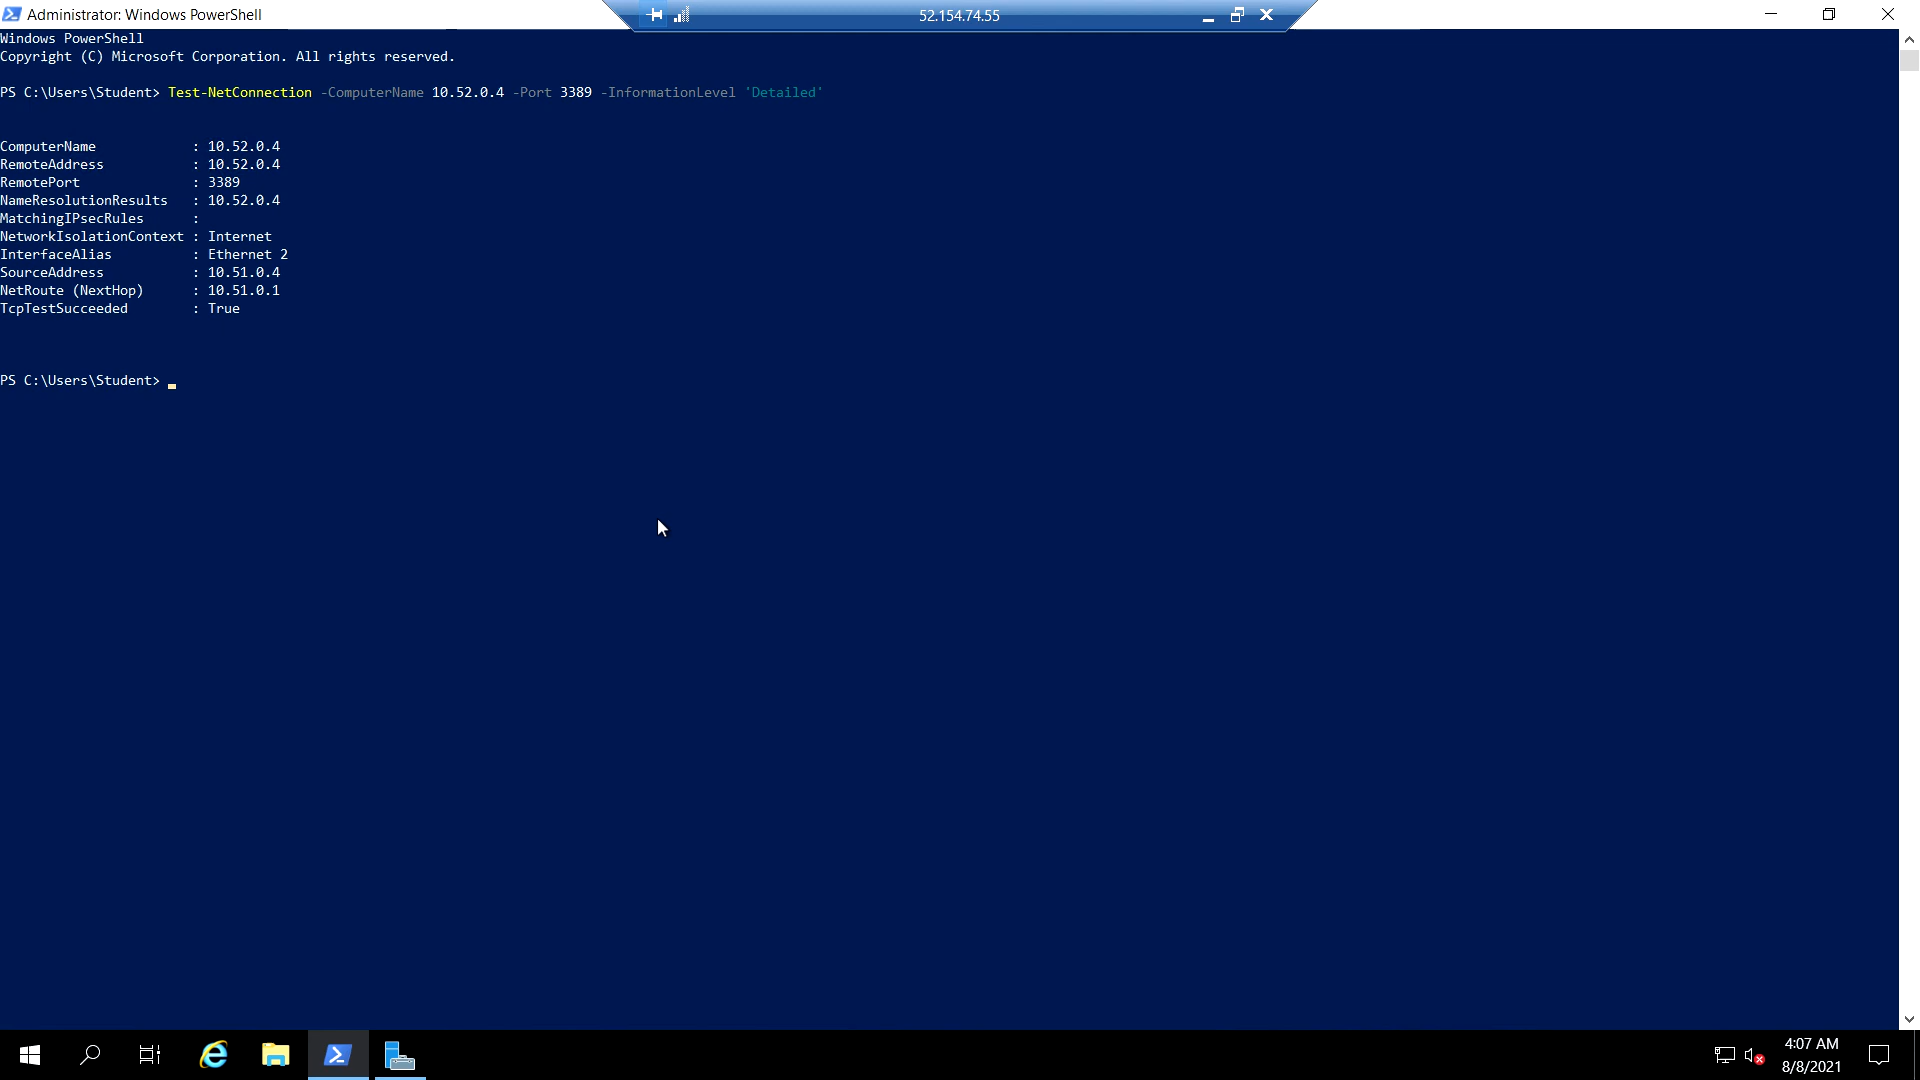 Administrator: Windows PowerShell
52.154.74.55
Windows PowerShell
Copyright (C) Microsoft Corporation. All rights reserved.
PS C:\Users\Student> Test-NetConnection -ComputerName 10.52.0.4 -Port 3389 -InformationLevel 'Detailed'
ComputerName : 10.52.0.4
RemoteAddress : 10.52.0.4
RemotePort : 3389
NameResolutionResults : 10.52.0.4
MatchingIPsecRules :
NetworkIsolationContext : Internet
InterfaceAlias : Ethernet 2
SourceAddress : 10.51.0.4
NetRoute (NextHop) : 10.51.0.1
TcpTestSucceeded : True
PS C:\Users\Student>
4:07 AM
8/8/2021